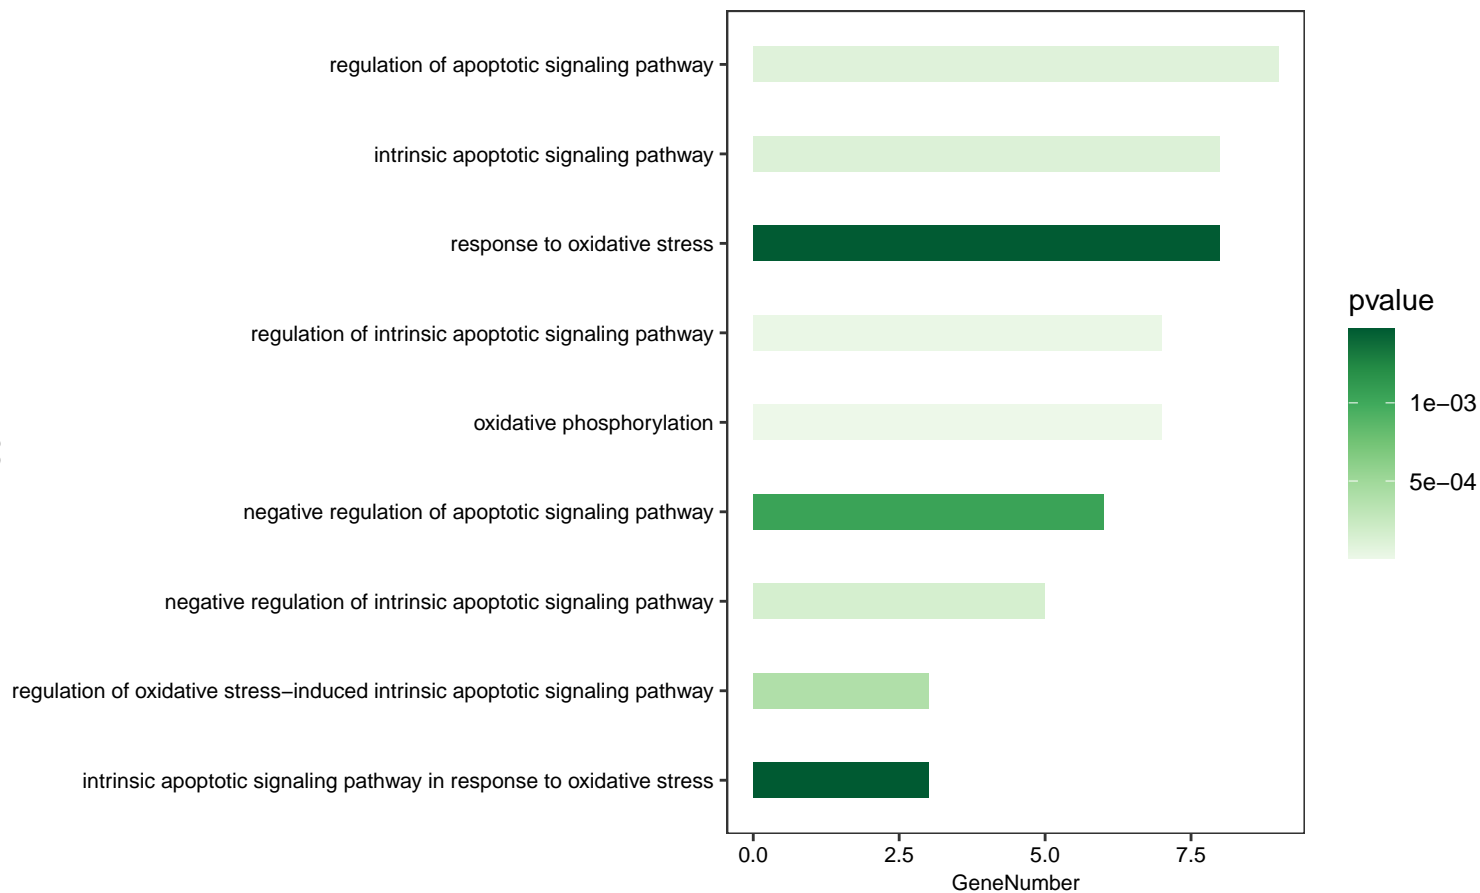 regulation of apoptotic signaling pathway
intrinsic apoptotic signaling pathway
response to oxidative stress
regulation of intrinsic apoptotic signaling pathway
oxidative phosphorylation
negative regulation of apoptotic signaling pathway
negative regulation of intrinsic apoptotic signaling pathway
regulation of oxidative stress−induced intrinsic apoptotic signaling pathway
intrinsic apoptotic signaling pathway in response to oxidative stress
0.0 2.5 5.0 7.5
GeneNumber
pvalue
1e−03
5e−04